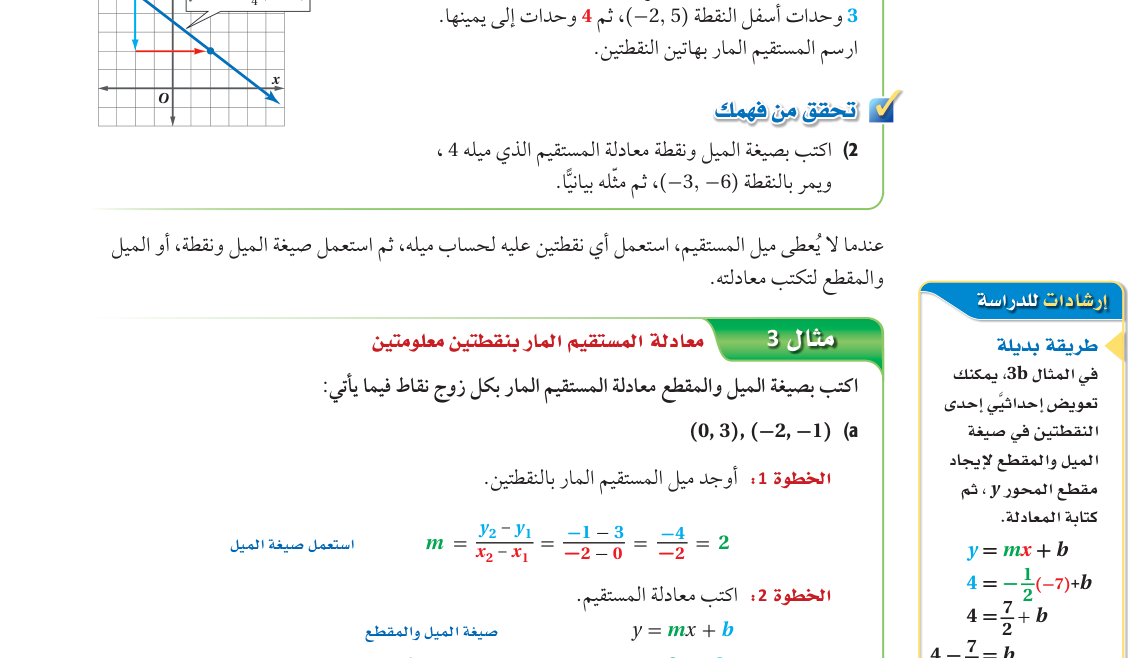 3 وحدات أسفل النقطة (−2, 5)، ثم 4 وحدات إلى يمينها.
ارسم المستقيم المار بهاتين النقطتين.
x
O
تحقق من فهمك
2) اكتب بصيغة الميل ونقطة معادلة المستقيم الذي ميله 4 ،
ويمر بالنقطة (−3, −6)، ثم مثّله بيانيًّا.
عندما لا يُعطى ميل المستقيم، استعمل أي نقطتين عليه لحساب ميله، ثم استعمل صيغة الميل ونقطة، أو الميل
والمقطع لتكتب معادلته.
مثال 3 معادلة المستقيم المار بنقطتين معلومتين
اكتب بصيغة الميل والمقطع معادلة المستقيم المار بكل زوج نقاط فيما يأتي:
a) (0, 3), (−2, −1)
الخطوة 1: أوجد ميل المستقيم المار بالنقطتين.
m = (y₂ − y₁)/(x₂ − x₁) = (−1 − 3)/(−2 − 0) = −4/−2 = 2 استعمل صيغة الميل
الخطوة 2: اكتب معادلة المستقيم.
y = mx + b صيغة الميل والمقطع
إرشادات للدراسة
طريقة بديلة
في المثال 3b، يمكنك
تعويض إحداثيَّي إحدى
النقطتين في صيغة
الميل والمقطع لإيجاد
مقطع المحور y ، ثم
كتابة المعادلة.
y = mx + b
4 = −1/2(−7)+b
4 = 7/2 + b
4 − 7 = b